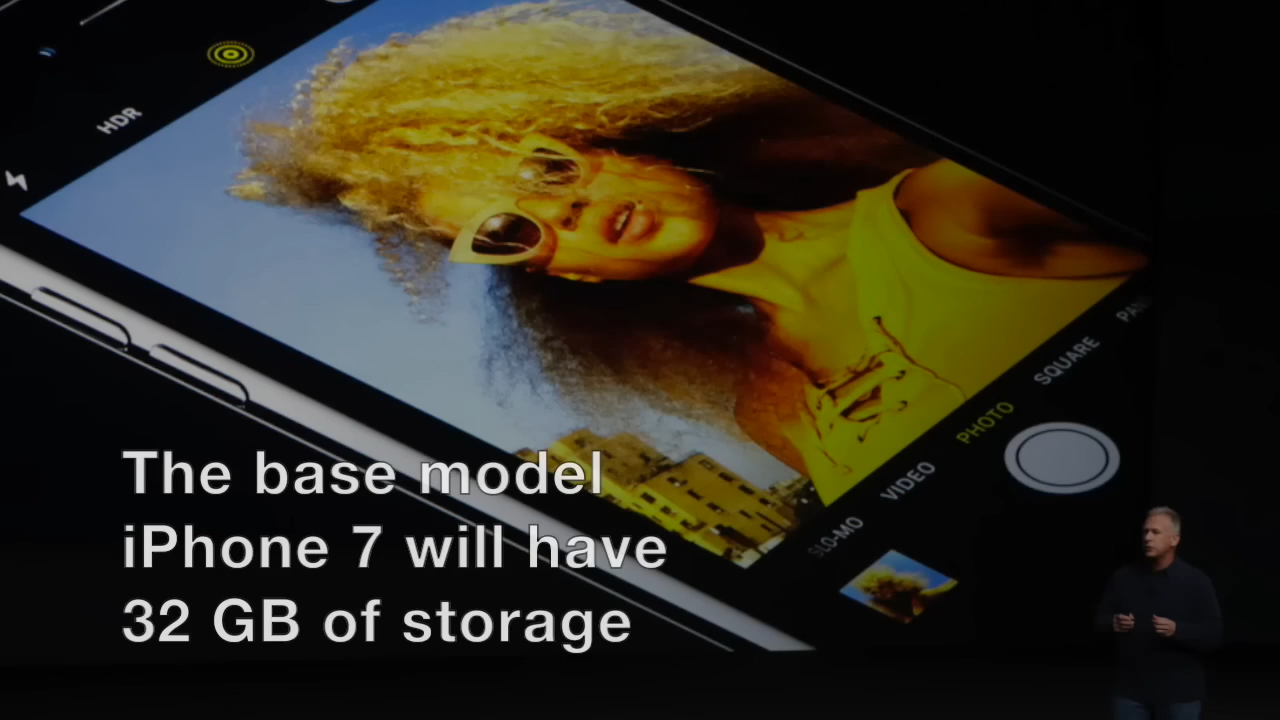 HDR
PHOTO
SQUARE
VIDEO
SLO-MO
The base model
iPhone 7 will have
32 GB of storage